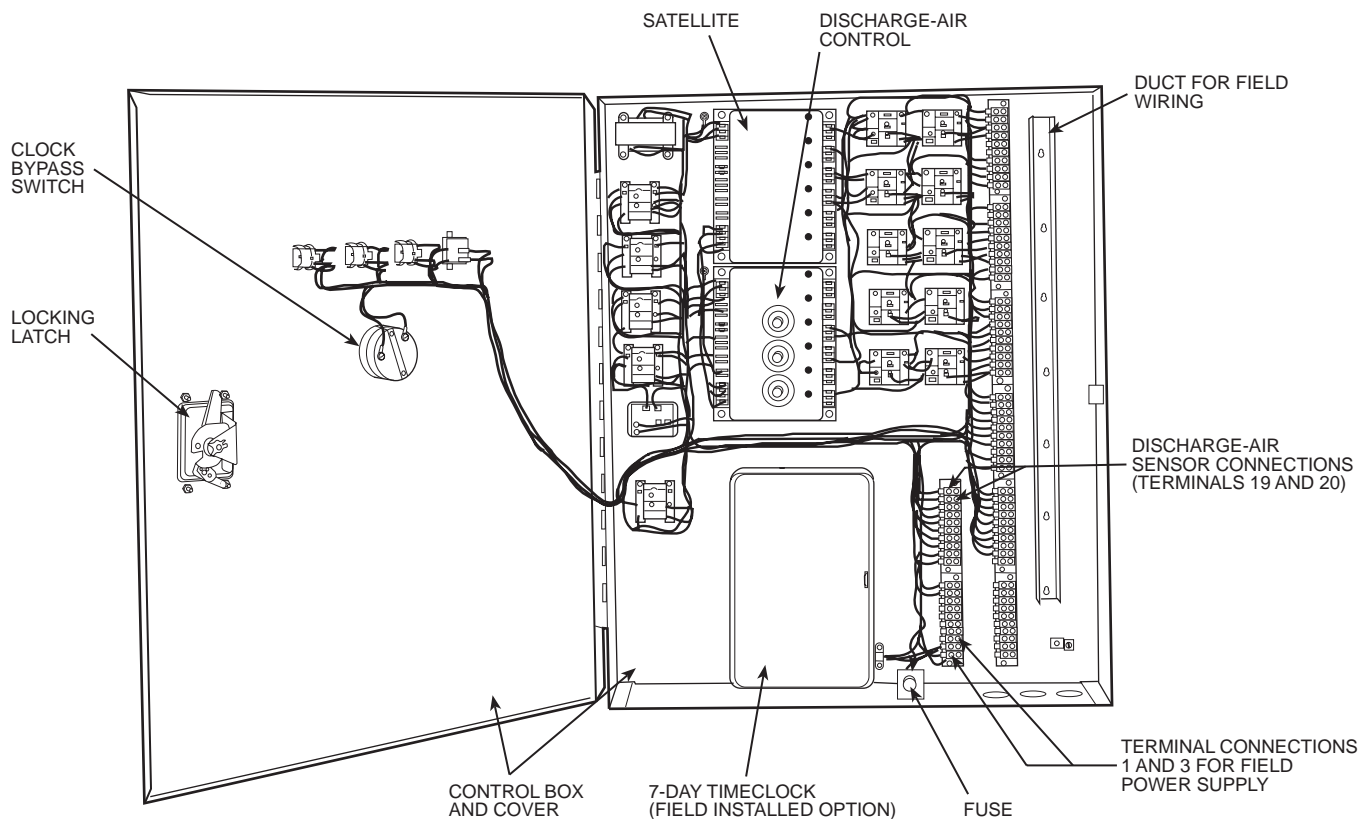 SATELLITE
DISCHARGE-AIR
CONTROL
DUCT FOR FIELD
WIRING
CLOCK
BYPASS
SWITCH
LOCKING
LATCH
DISCHARGE-AIR
SENSOR CONNECTIONS
(TERMINALS 19 AND 20)
TERMINAL CONNECTIONS
1 AND 3 FOR FIELD
POWER SUPPLY
CONTROL BOX
AND COVER
7-DAY TIMECLOCK
(FIELD INSTALLED OPTION)
FUSE